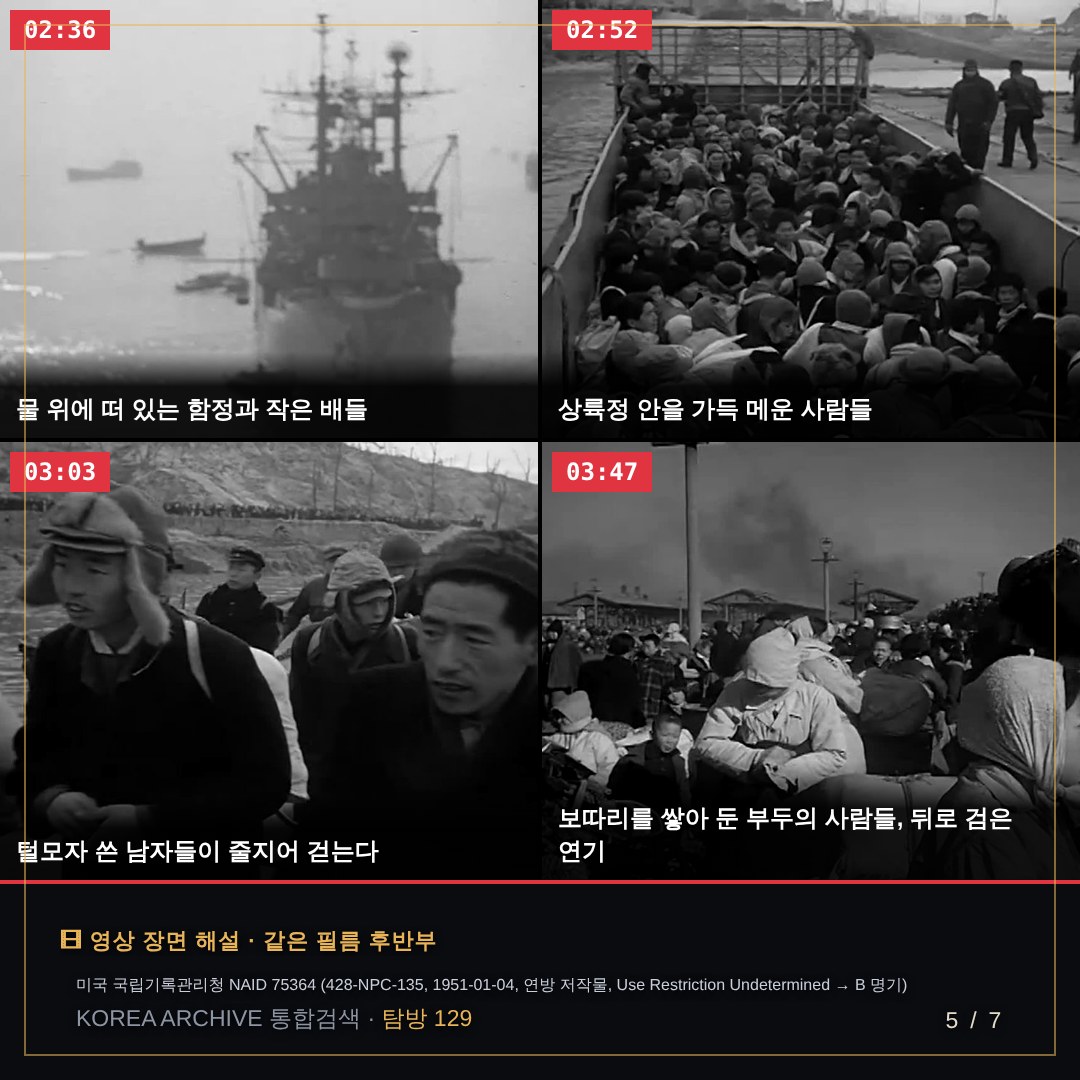 02:36
물 위에 떠 있는 함정과 작은 배들
02:52
상륙정 안을 가득 메운 사람들
03:03
털모자 쓴 남자들이 줄지어 걷는다
03:47
보따리를 쌓아 둔 부두의 사람들, 뒤로 검은
연기
영상 장면 해설 · 같은 필름 후반부
미국 국립기록관리청 NAID 75364 (428-NPC-135, 1951-01-04, 연방 저작물, Use Restriction Undetermined → B 명기)
KOREA ARCHIVE 통합검색 · 탐방 129
5 / 7